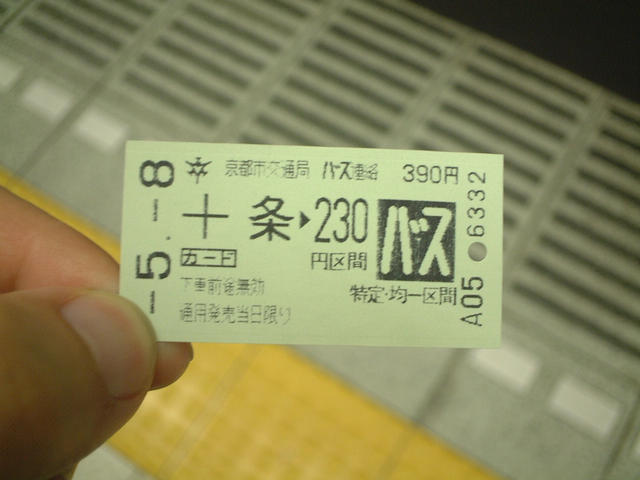 京都市交通局 バス連絡 390円
十条▶230 バス
カード 円区間
下車前途無効 特定・均一区間
通用発売当日限り
-5.-8
A05 6332